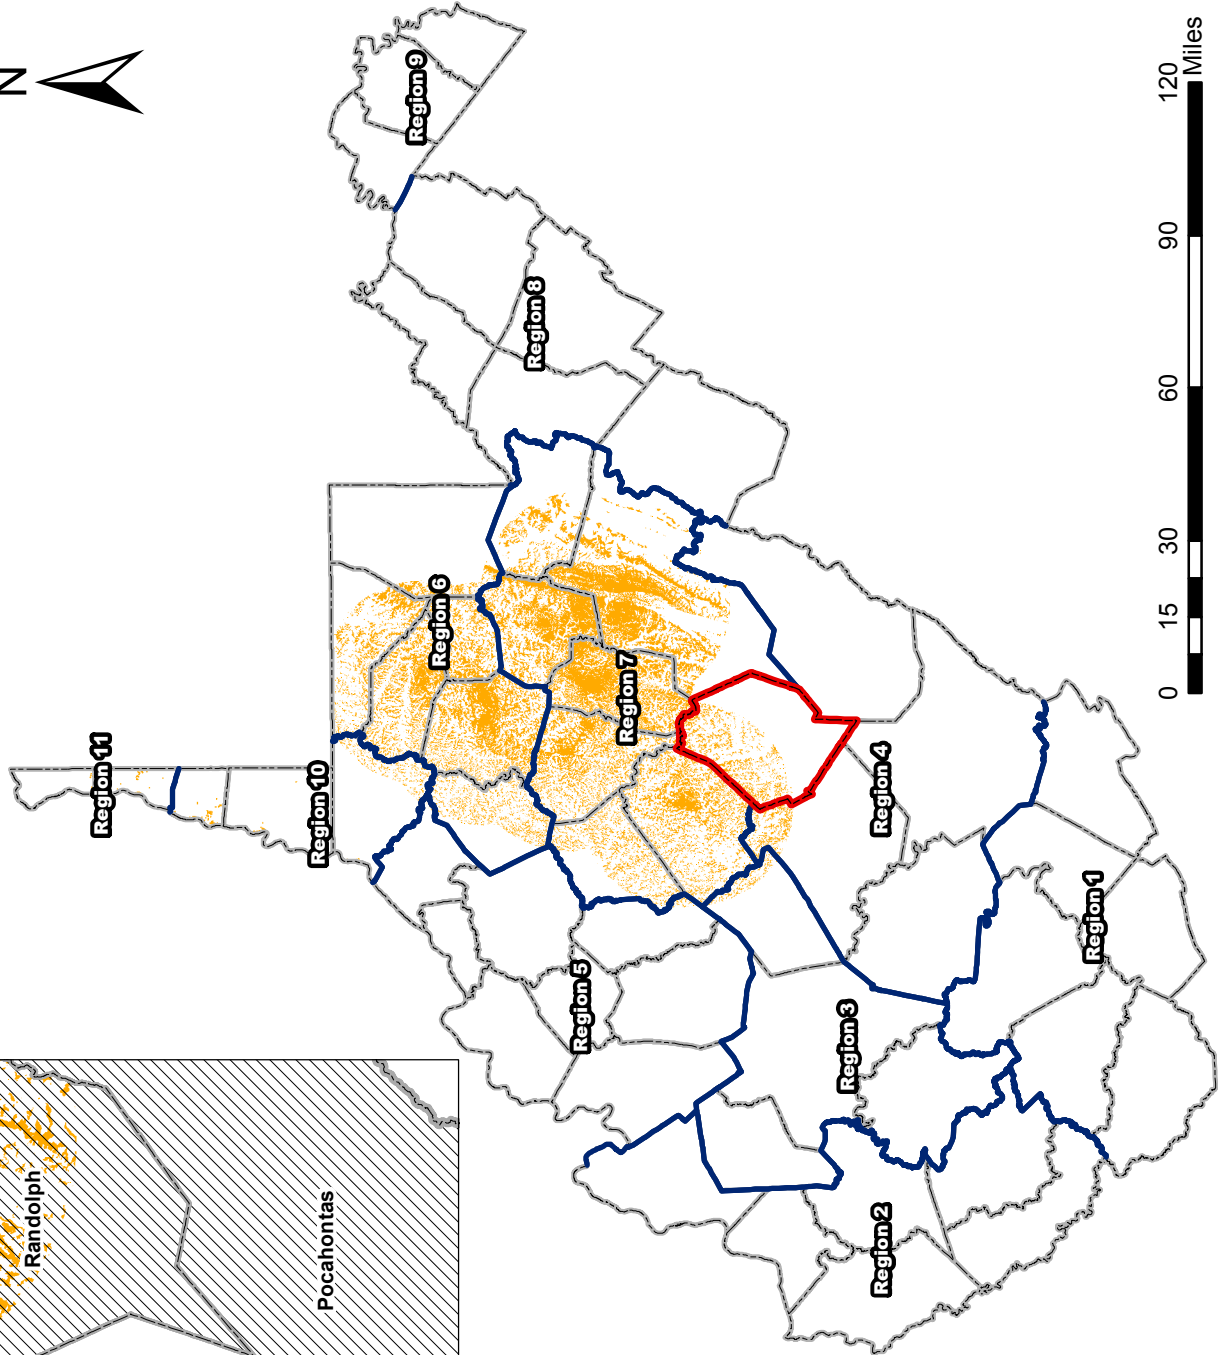 N
Region 11
Region 10
Region 9
Region 8
Region 6
Region 7
Region 5
Region 4
Region 3
Region 2
Region 1
Randolph
Pocahontas
0 15 30 60 90 120
Miles